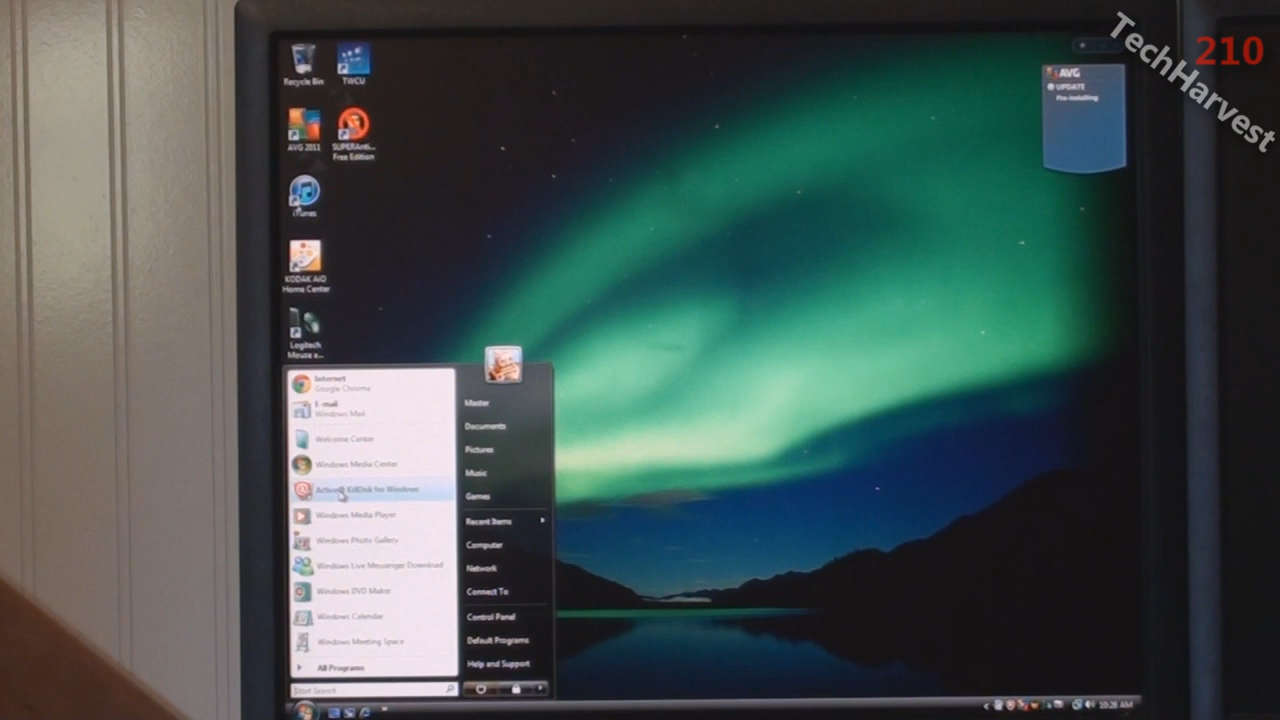 TechHarvest
210
Recycle Bin
TWCU
AVG 2011
SUPERAnti...
Free Edition
iTunes
KODAK AiO
Home Center
Logitech
Mouse a...
AVG
UPDATE
Pre-installing
Internet
Google Chrome
E-mail
Windows Mail
Welcome Center
Windows Media Center
Active@ KillDisk for Windows
Windows Media Player
Windows Photo Gallery
Windows Live Messenger Download
Windows DVD Maker
Windows Calendar
Windows Meeting Space
All Programs
Start Search
Master
Documents
Pictures
Music
Games
Recent Items
Computer
Network
Connect To
Control Panel
Default Programs
Help and Support
10:28 AM